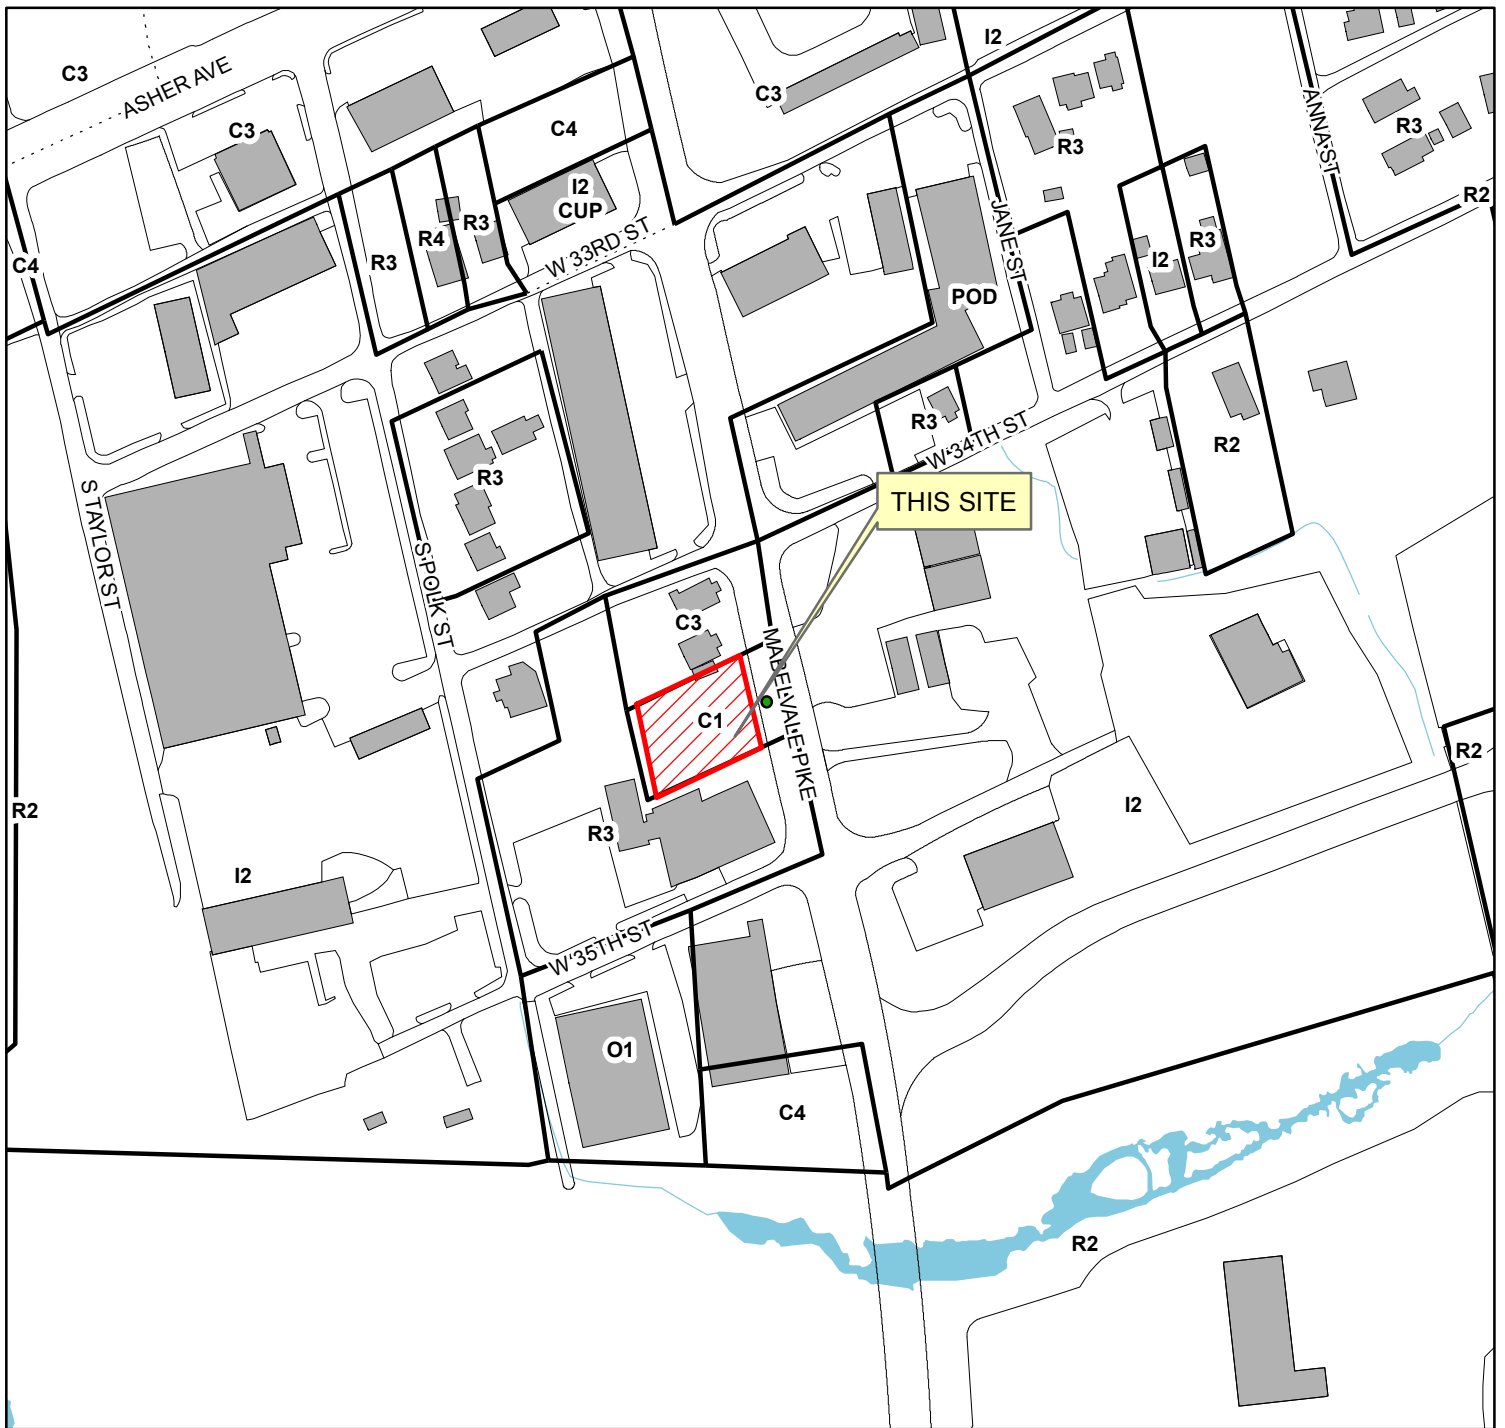 I2
C3
ASHER AVE
C3
C3
C4
ANNA ST
R3
R3
I2
CUP
R4
R3
R3
R2
W 33RD ST
JANE ST
R3
I2
C4
POD
R3
W 34TH ST
R2
R3
S TAYLOR ST
S POLK ST
THIS SITE
C3
MABELVALE PIKE
C1
R2
R2
I2
R3
I2
W 35TH ST
O1
C4
R2